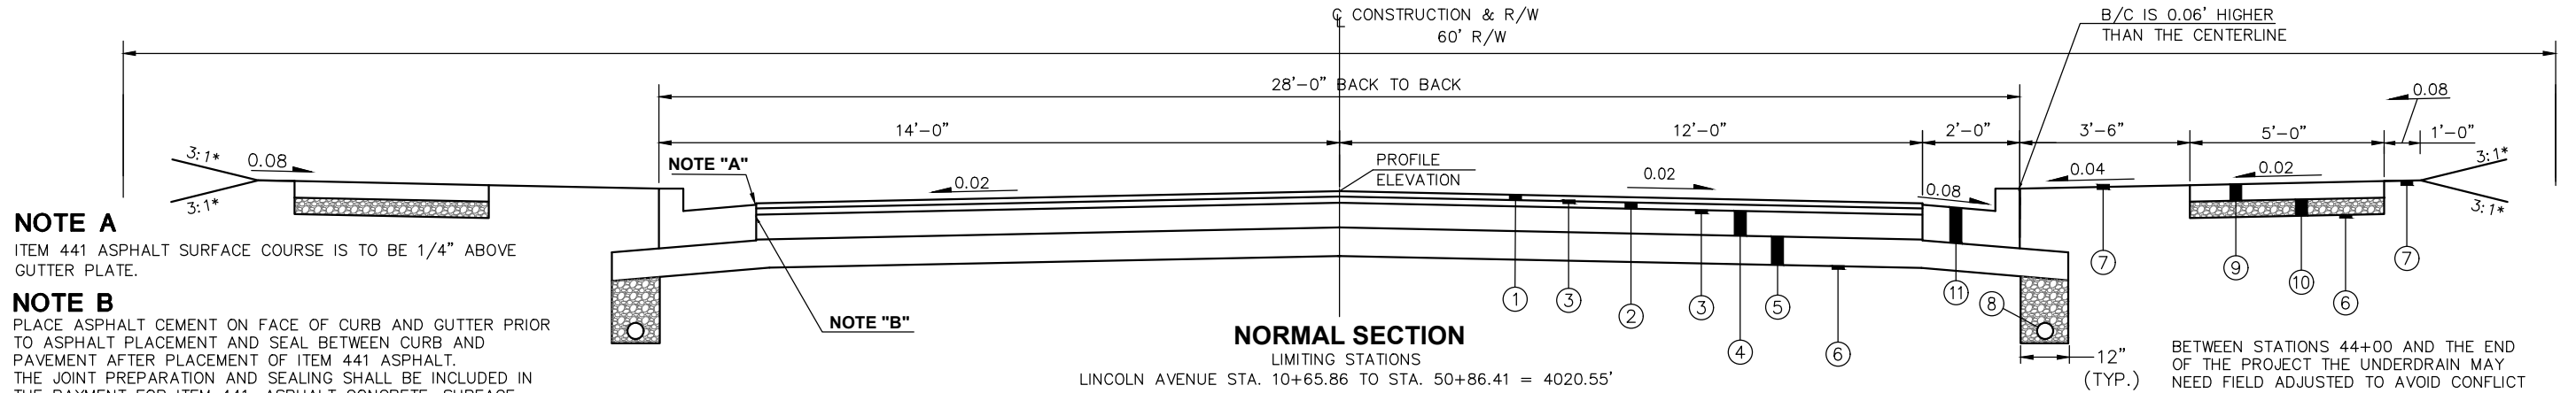 ℄ CONSTRUCTION & R/W
60' R/W
B/C IS 0.06' HIGHER
THAN THE CENTERLINE
28'-0" BACK TO BACK
0.08
14'-0"
12'-0"
2'-0"
3'-6"
5'-0"
1'-0"
3:1*
0.08
NOTE "A"
0.02
PROFILE
ELEVATION
0.02
0.08
0.04
0.02
3:1*
3:1*
3:1*
NOTE A
ITEM 441 ASPHALT SURFACE COURSE IS TO BE 1/4" ABOVE
GUTTER PLATE.
NOTE B
PLACE ASPHALT CEMENT ON FACE OF CURB AND GUTTER PRIOR
TO ASPHALT PLACEMENT AND SEAL BETWEEN CURB AND
PAVEMENT AFTER PLACEMENT OF ITEM 441 ASPHALT.
THE JOINT PREPARATION AND SEALING SHALL BE INCLUDED IN
THE PAYMENT FOR ITEM 441, ASPHALT CONCRETE, SURFACE
NOTE "B"
1
3
2
3
4
5
6
11
8
7
9
10
6
7
NORMAL SECTION
LIMITING STATIONS
LINCOLN AVENUE STA. 10+65.86 TO STA. 50+86.41 = 4020.55'
12"
(TYP.)
BETWEEN STATIONS 44+00 AND THE END
OF THE PROJECT THE UNDERDRAIN MAY
NEED FIELD ADJUSTED TO AVOID CONFLICT